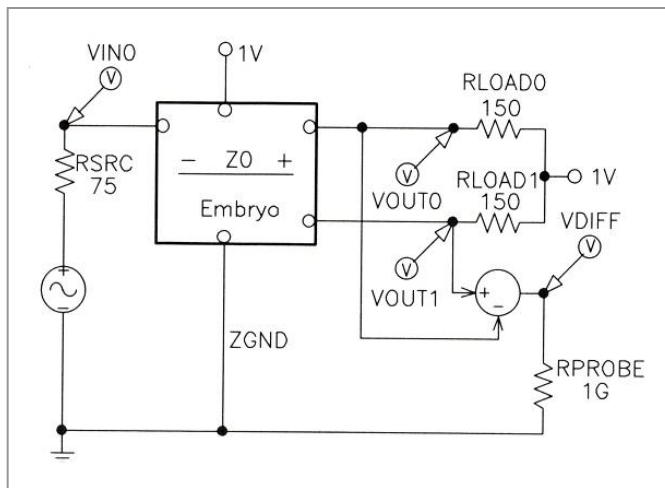 VIN0
1V
RLOAD0
150
RSRC
75
– Z0 +
Embryo
VOUT0
RLOAD1
150
1V
VDIFF
VOUT1
ZGND
RPROBE
1G
V
V
V
V
+
–
+
–